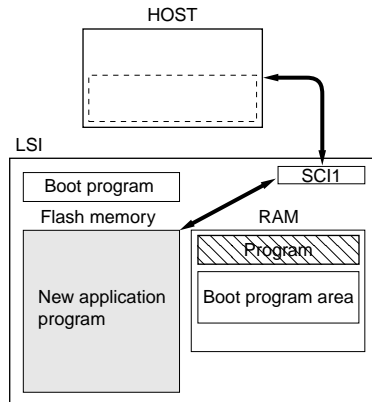 HOST
LSI
SCI1
Boot program
Flash memory
RAM
Program
New application
program
Boot program area